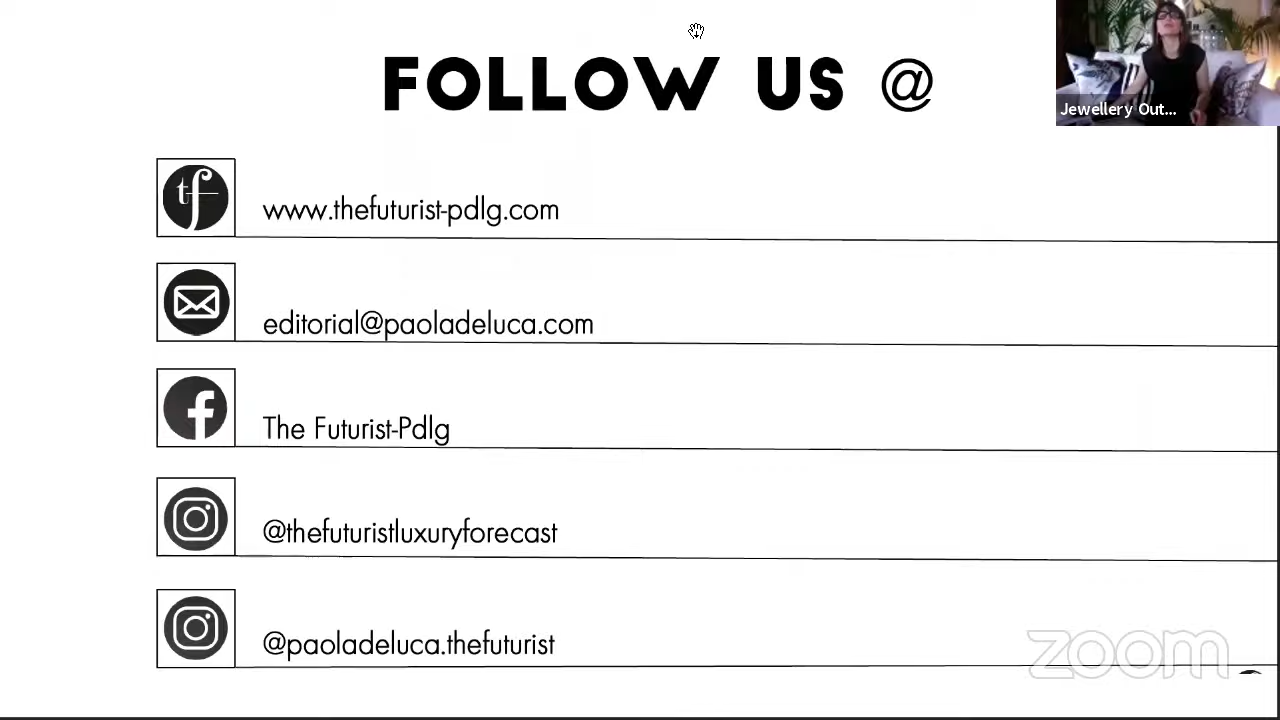 FOLLOW US @
Jewellery Out...
tf
www.thefuturist-pdlg.com
editorial@paoladeluca.com
The Futurist-Pdlg
@thefuturistluxuryforecast
@paoladeluca.thefuturist
zoom